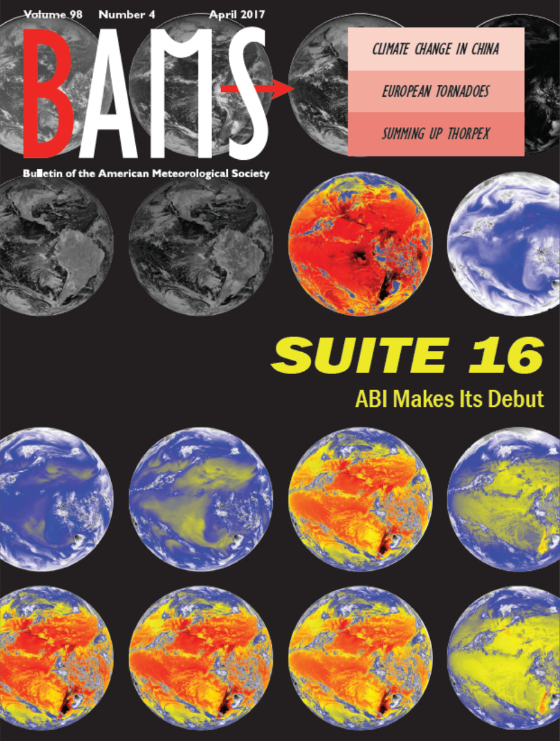 Volume 98 Number 4 April 2017
BAMS
CLIMATE CHANGE IN CHINA
EUROPEAN TORNADOES
SUMMING UP THORPEX
Bulletin of the American Meteorological Society
SUITE 16
ABI Makes Its Debut